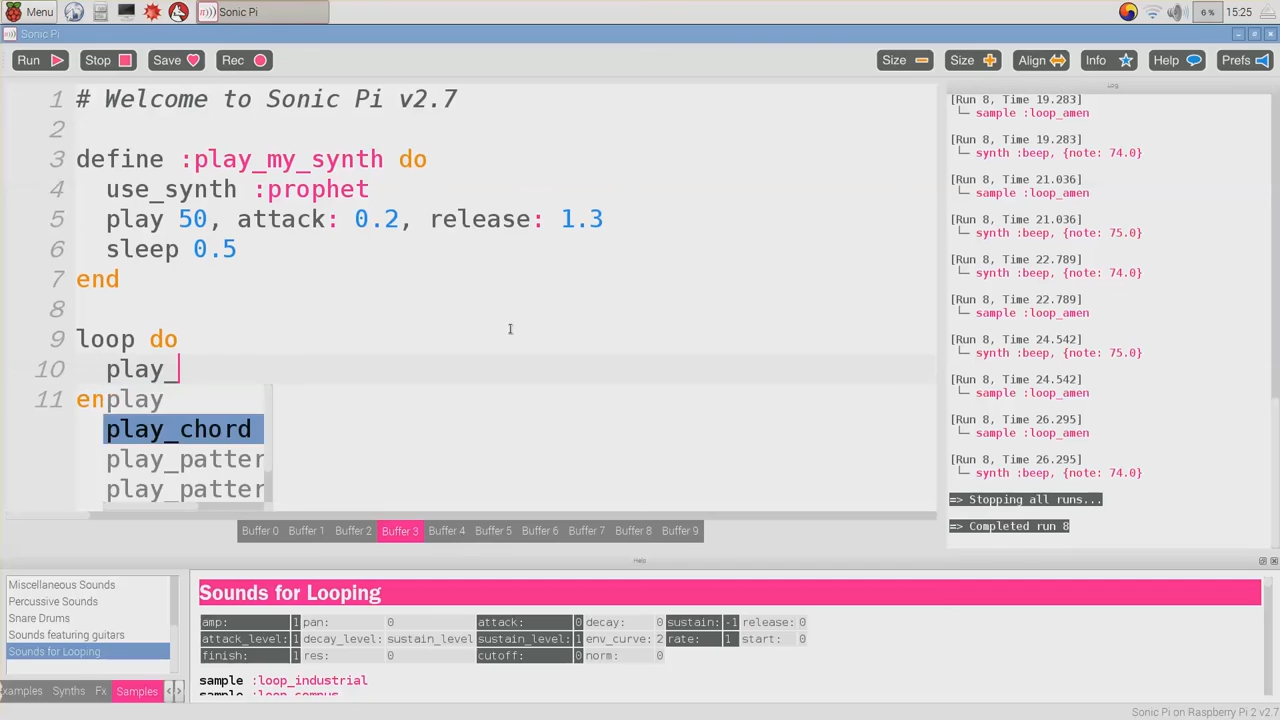 Menu Sonic Pi 6 % 15:25
Sonic Pi
Run Stop Save Rec Size Size Align Info Help Prefs
1 # Welcome to Sonic Pi v2.7
2
3 define :play_my_synth do
4 use_synth :prophet
5 play 50, attack: 0.2, release: 1.3
6 sleep 0.5
7 end
8
9 loop do
10 play_
11 en
play
play_chord
play_patter
play_patter
Buffer 0 Buffer 1 Buffer 2 Buffer 3 Buffer 4 Buffer 5 Buffer 6 Buffer 7 Buffer 8 Buffer 9
Log
[Run 8, Time 19.283]
└─ sample :loop_amen
[Run 8, Time 19.283]
└─ synth :beep, {note: 74.0}
[Run 8, Time 21.036]
└─ sample :loop_amen
[Run 8, Time 21.036]
└─ synth :beep, {note: 75.0}
[Run 8, Time 22.789]
└─ synth :beep, {note: 74.0}
[Run 8, Time 22.789]
└─ sample :loop_amen
[Run 8, Time 24.542]
└─ synth :beep, {note: 75.0}
[Run 8, Time 24.542]
└─ sample :loop_amen
[Run 8, Time 26.295]
└─ sample :loop_amen
[Run 8, Time 26.295]
└─ synth :beep, {note: 74.0}
=> Stopping all runs...
=> Completed run 8
Help
Miscellaneous Sounds
Percussive Sounds
Snare Drums
Sounds featuring guitars
Sounds for Looping
xamples Synths Fx Samples
Sounds for Looping
amp: 1 pan: 0 attack: 0 decay: 0 sustain: -1 release: 0
attack_level: 1 decay_level: sustain_level sustain_level: 1 env_curve: 2 rate: 1 start: 0
finish: 1 res: 0 cutoff: 0 norm: 0
sample :loop_industrial
sample :loop_compus
Sonic Pi on Raspberry Pi 2 v2.7